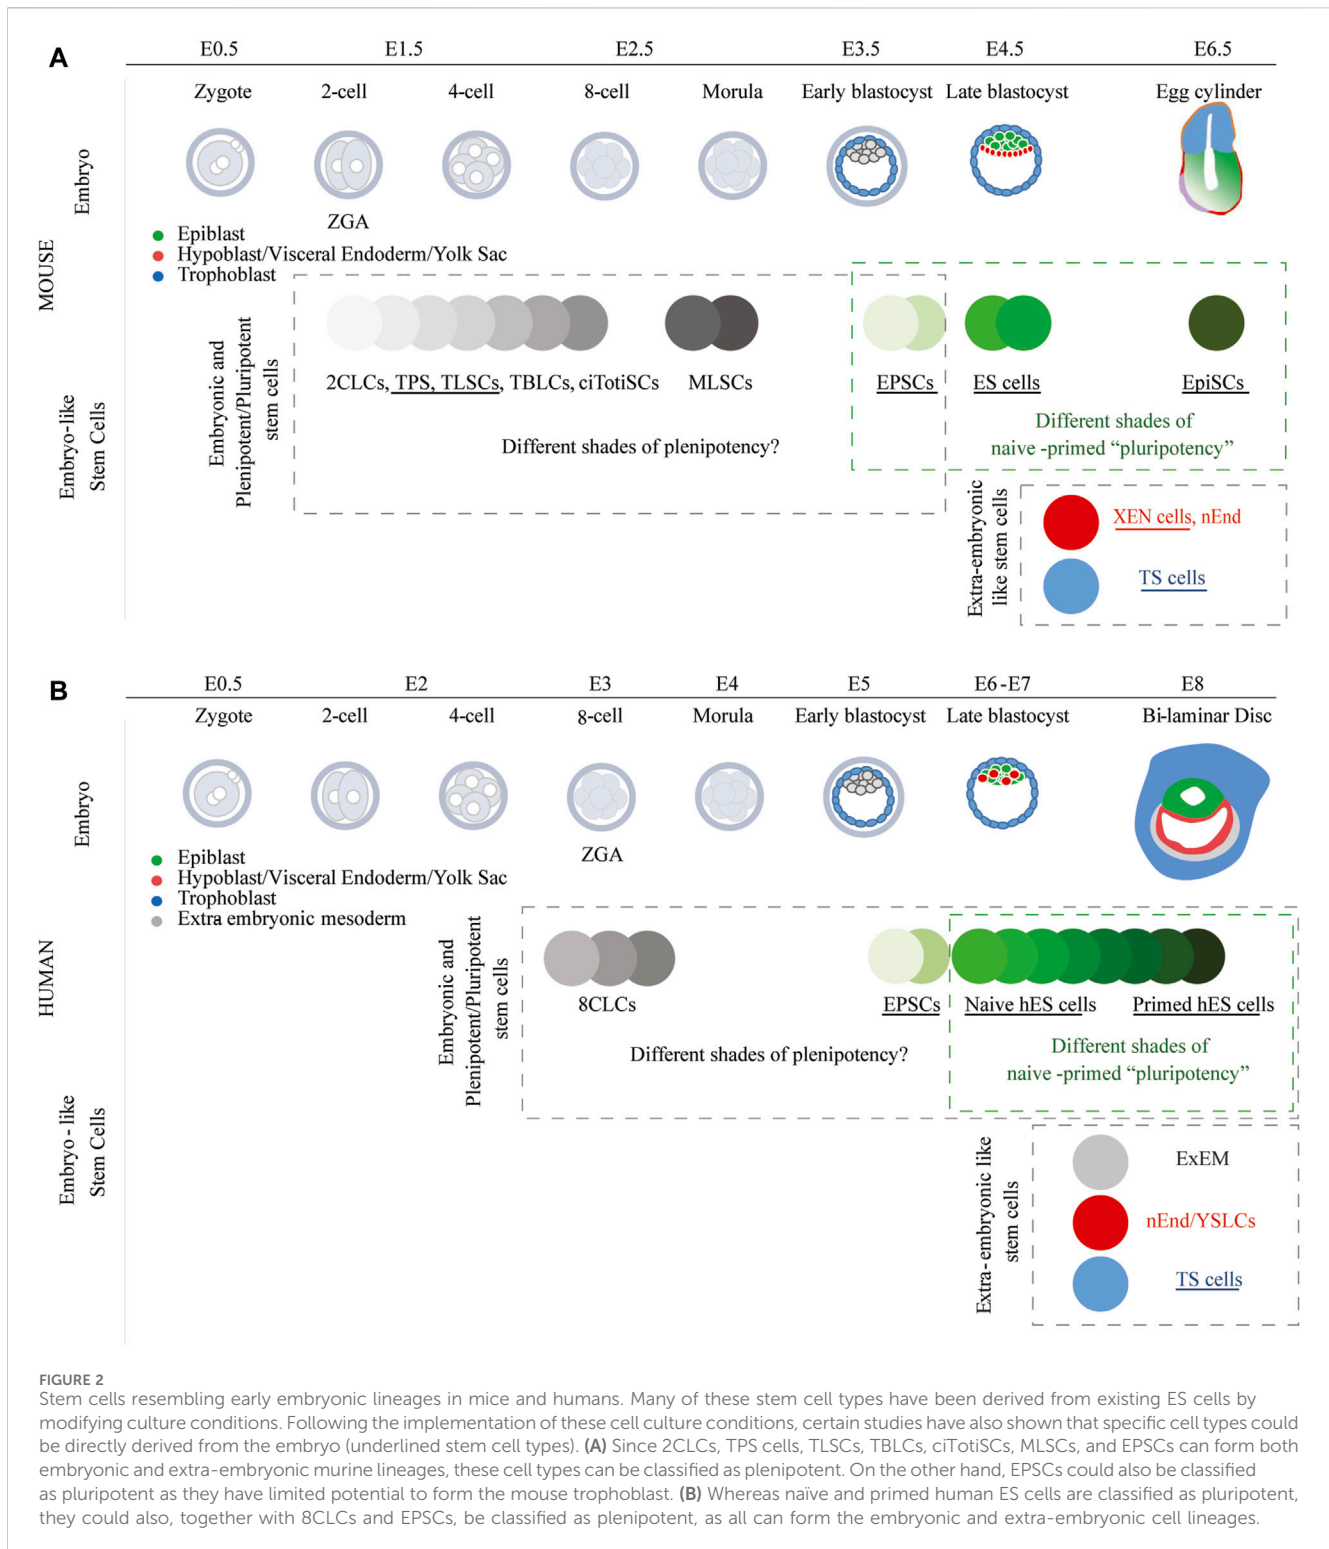 A
E0.5 E1.5 E2.5 E3.5 E4.5 E6.5
Zygote 2-cell 4-cell 8-cell Morula Early blastocyst Late blastocyst Egg cylinder
Embryo
ZGA
Epiblast
Hypoblast/Visceral Endoderm/Yolk Sac
Trophoblast
MOUSE
Embryo-like
Stem Cells
Embryonic and
Plenipotent/Pluripotent
stem cells
2CLCs, TPS, TLSCs, TBLCs, ciTotiSCs
MLSCs
EPSCs
ES cells
EpiSCs
Different shades of plenipotency?
Different shades of
naive -primed “pluripotency”
Extra-embryonic
like stem cells
XEN cells, nEnd
TS cells
B
E0.5 E2 E3 E4 E5 E6-E7 E8
Zygote 2-cell 4-cell 8-cell Morula Early blastocyst Late blastocyst Bi-laminar Disc
Embryo
ZGA
Epiblast
Hypoblast/Visceral Endoderm/Yolk Sac
Trophoblast
Extra embryonic mesoderm
HUMAN
Embryo-like
Stem Cells
Embryonic and
Plenipotent/Pluripotent
stem cells
8CLCs
EPSCs
Naive hES cells
Primed hES cells
Different shades of plenipotency?
Different shades of
naive -primed “pluripotency”
Extra-embryonic like
stem cells
ExEM
nEnd/YSLCs
TS cells
FIGURE 2
Stem cells resembling early embryonic lineages in mice and humans. Many of these stem cell types have been derived from existing ES cells by
modifying culture conditions. Following the implementation of these cell culture conditions, certain studies have also shown that specific cell types could
be directly derived from the embryo (underlined stem cell types). (A) Since 2CLCs, TPS cells, TLSCs, TBLCs, ciTotiSCs, MLSCs, and EPSCs can form both
embryonic and extra-embryonic murine lineages, these cell types can be classified as plenipotent. On the other hand, EPSCs could also be classified
as pluripotent as they have limited potential to form the mouse trophoblast. (B) Whereas naïve and primed human ES cells are classified as pluripotent,
they could also, together with 8CLCs and EPSCs, be classified as plenipotent, as all can form the embryonic and extra-embryonic cell lineages.